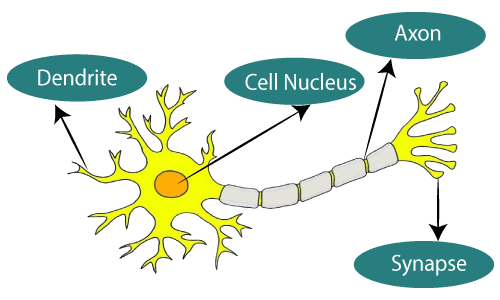 Axon
Dendrite
Cell Nucleus
Synapse